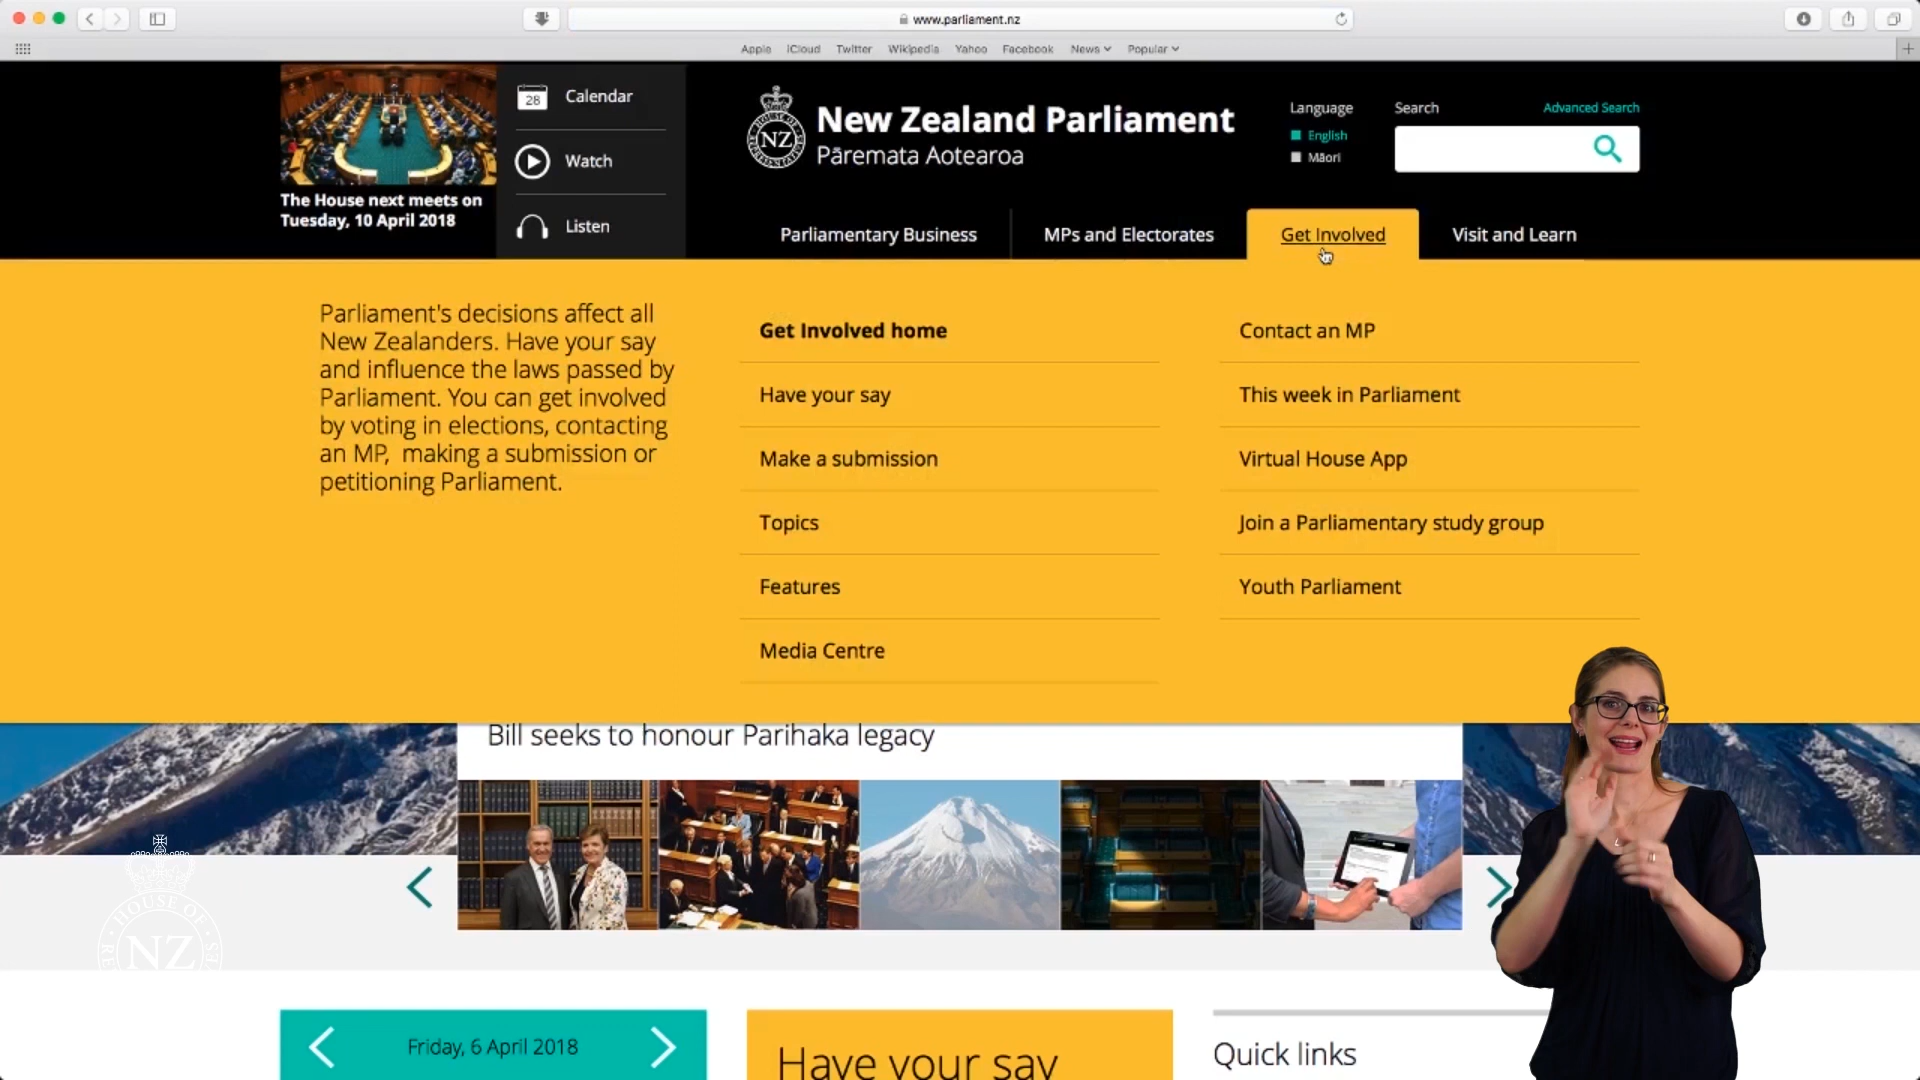 www.parliament.nz
Apple iCloud Twitter Wikipedia Yahoo Facebook News Popular
28 Calendar
Watch
Listen
The House next meets on
Tuesday, 10 April 2018
NZ
New Zealand Parliament
Pāremata Aotearoa
Language
English
Māori
Search
Advanced Search
Parliamentary Business
MPs and Electorates
Get Involved
Visit and Learn
Parliament's decisions affect all
New Zealanders. Have your say
and influence the laws passed by
Parliament. You can get involved
by voting in elections, contacting
an MP, making a submission or
petitioning Parliament.
Get Involved home
Have your say
Make a submission
Topics
Features
Media Centre
Contact an MP
This week in Parliament
Virtual House App
Join a Parliamentary study group
Youth Parliament
Bill seeks to honour Parihaka legacy
HOUSE OF
NZ
Friday, 6 April 2018
Have your say
Quick links